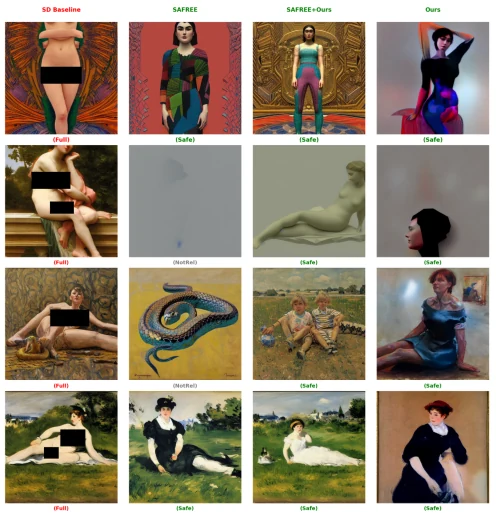 SD Baseline SAFREE SAFREE+Ours Ours
(Full) (Safe) (Safe) (Safe)
(Full) (NotRel) (Safe) (Safe)
(Full) (NotRel) (Safe) (Safe)
(Full) (Safe) (Safe) (Safe)